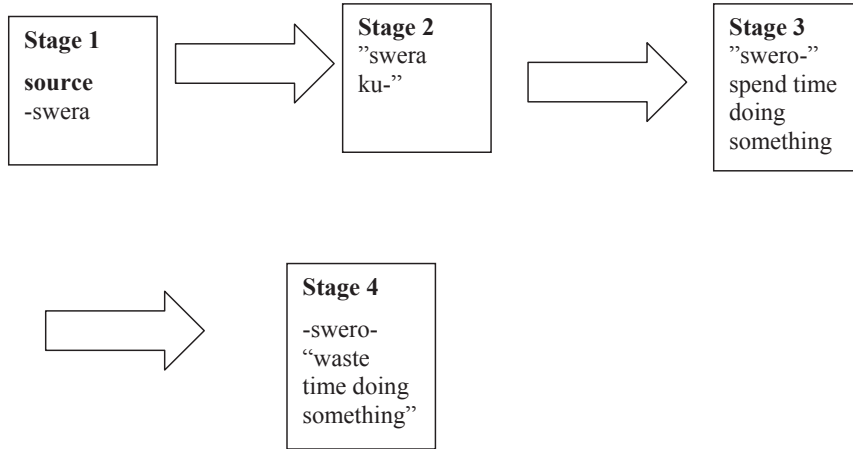 Stage 1
source
-swera
Stage 2
”swera
ku-”
Stage 3
”swero-”
spend time
doing
something
Stage 4
-swero-
“waste
time doing
something”